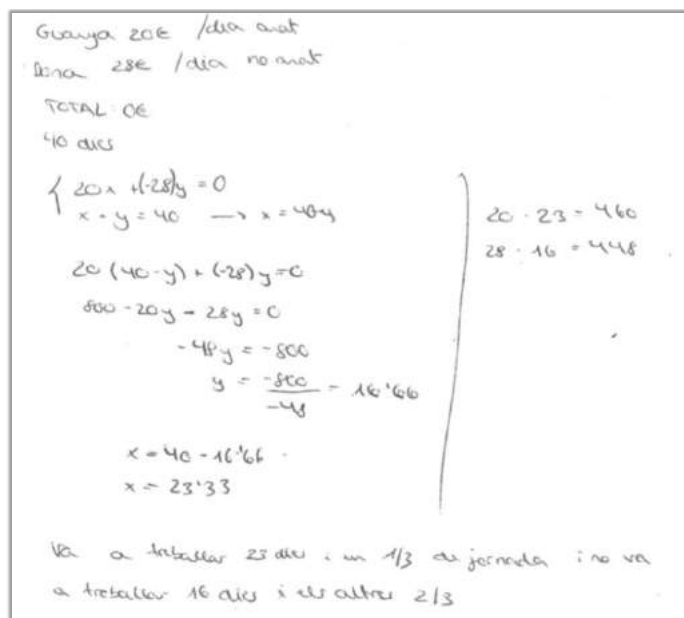 Guanya 20€ /dia anat
Dona 28€ /dia no anat
TOTAL 0€
40 dies
20x +(-28)y = 0
x + y = 40 → x = 40-y
20 (40-y) + (-28) y = 0
800 - 20y - 28y = 0
-48y = -800
y = -800/-48 = 16'66
x = 40 - 16'66
x = 23'33
20 · 23 = 460
28 · 16 = 448
Va a treballar 23 dies i un 1/3 de jornada i no va
a treballar 16 dies i els altres 2/3